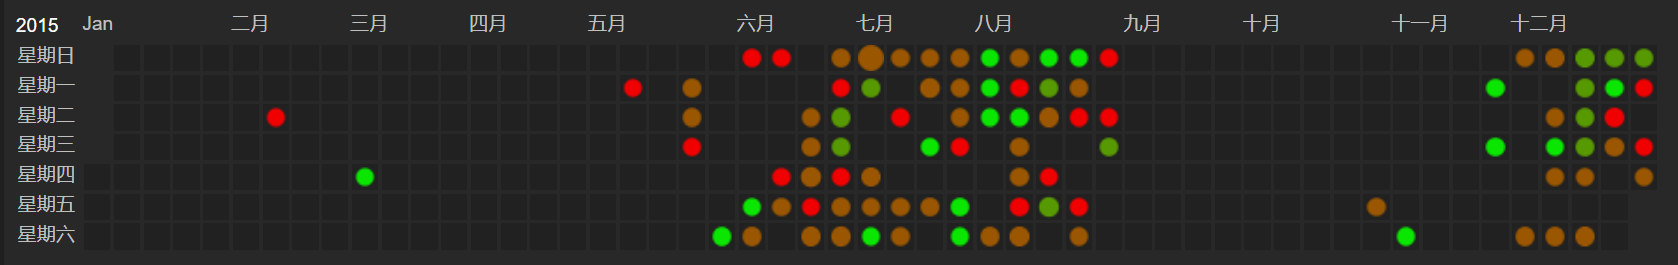 2015 Jan 二月 三月 四月 五月 六月 七月 八月 九月 十月 十一月 十二月
星期日
星期一
星期二
星期三
星期四
星期五
星期六